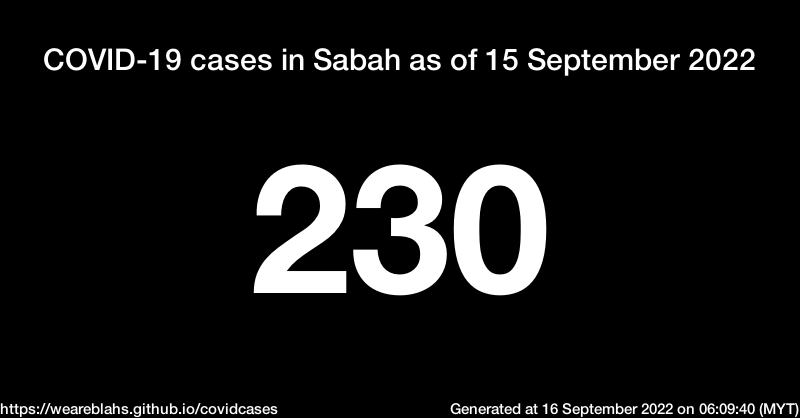 COVID-19 cases in Sabah as of 15 September 2022
230
https://weareblahs.github.io/covidcases
Generated at 16 September 2022 on 06:09:40 (MYT)